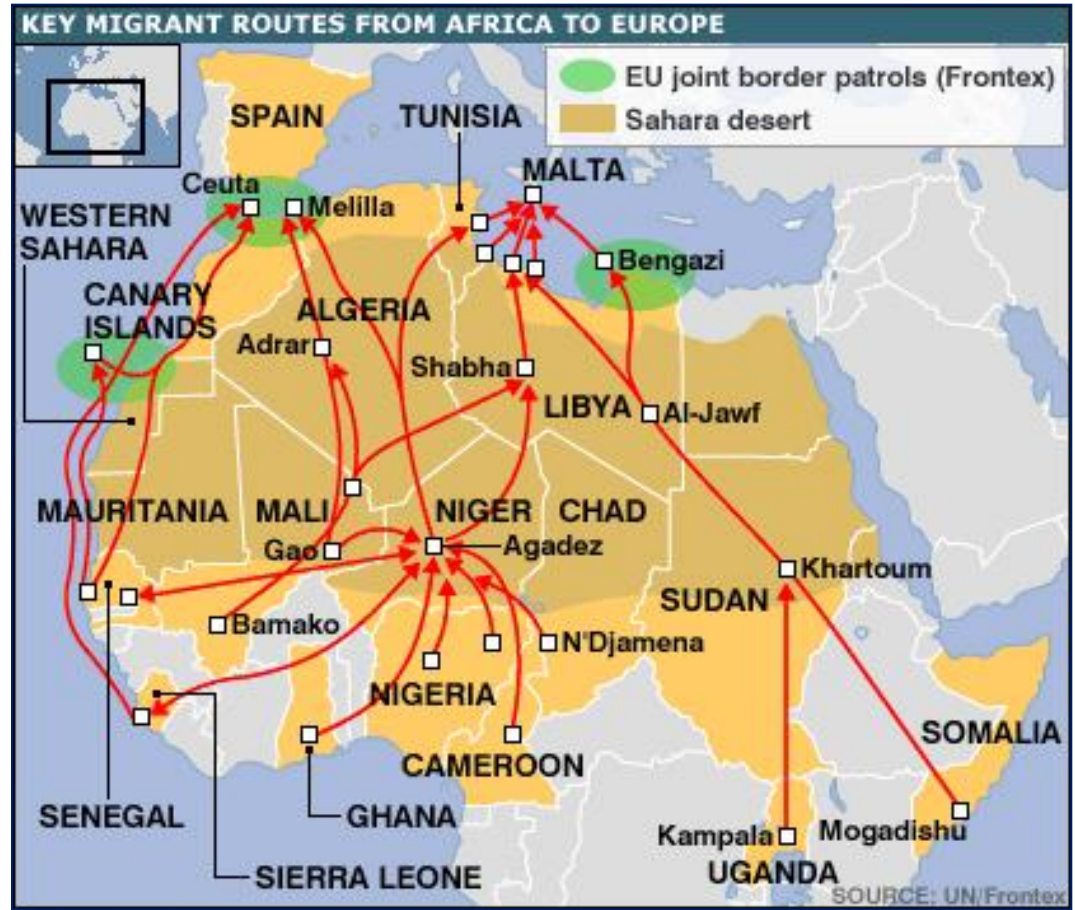 KEY MIGRANT ROUTES FROM AFRICA TO EUROPE
EU joint border patrols (Frontex)
Sahara desert
SPAIN
TUNISIA
MALTA
Ceuta
Melilla
WESTERN
SAHARA
Bengazi
CANARY
ISLANDS
ALGERIA
Adrar
Shabha
LIBYA
Al-Jawf
MAURITANIA
MALI
NIGER
CHAD
Gao
Agadez
Khartoum
SUDAN
Bamako
N'Djamena
NIGERIA
SOMALIA
CAMEROON
SENEGAL
GHANA
Kampala
Mogadishu
UGANDA
SIERRA LEONE
SOURCE: UN/Frontex